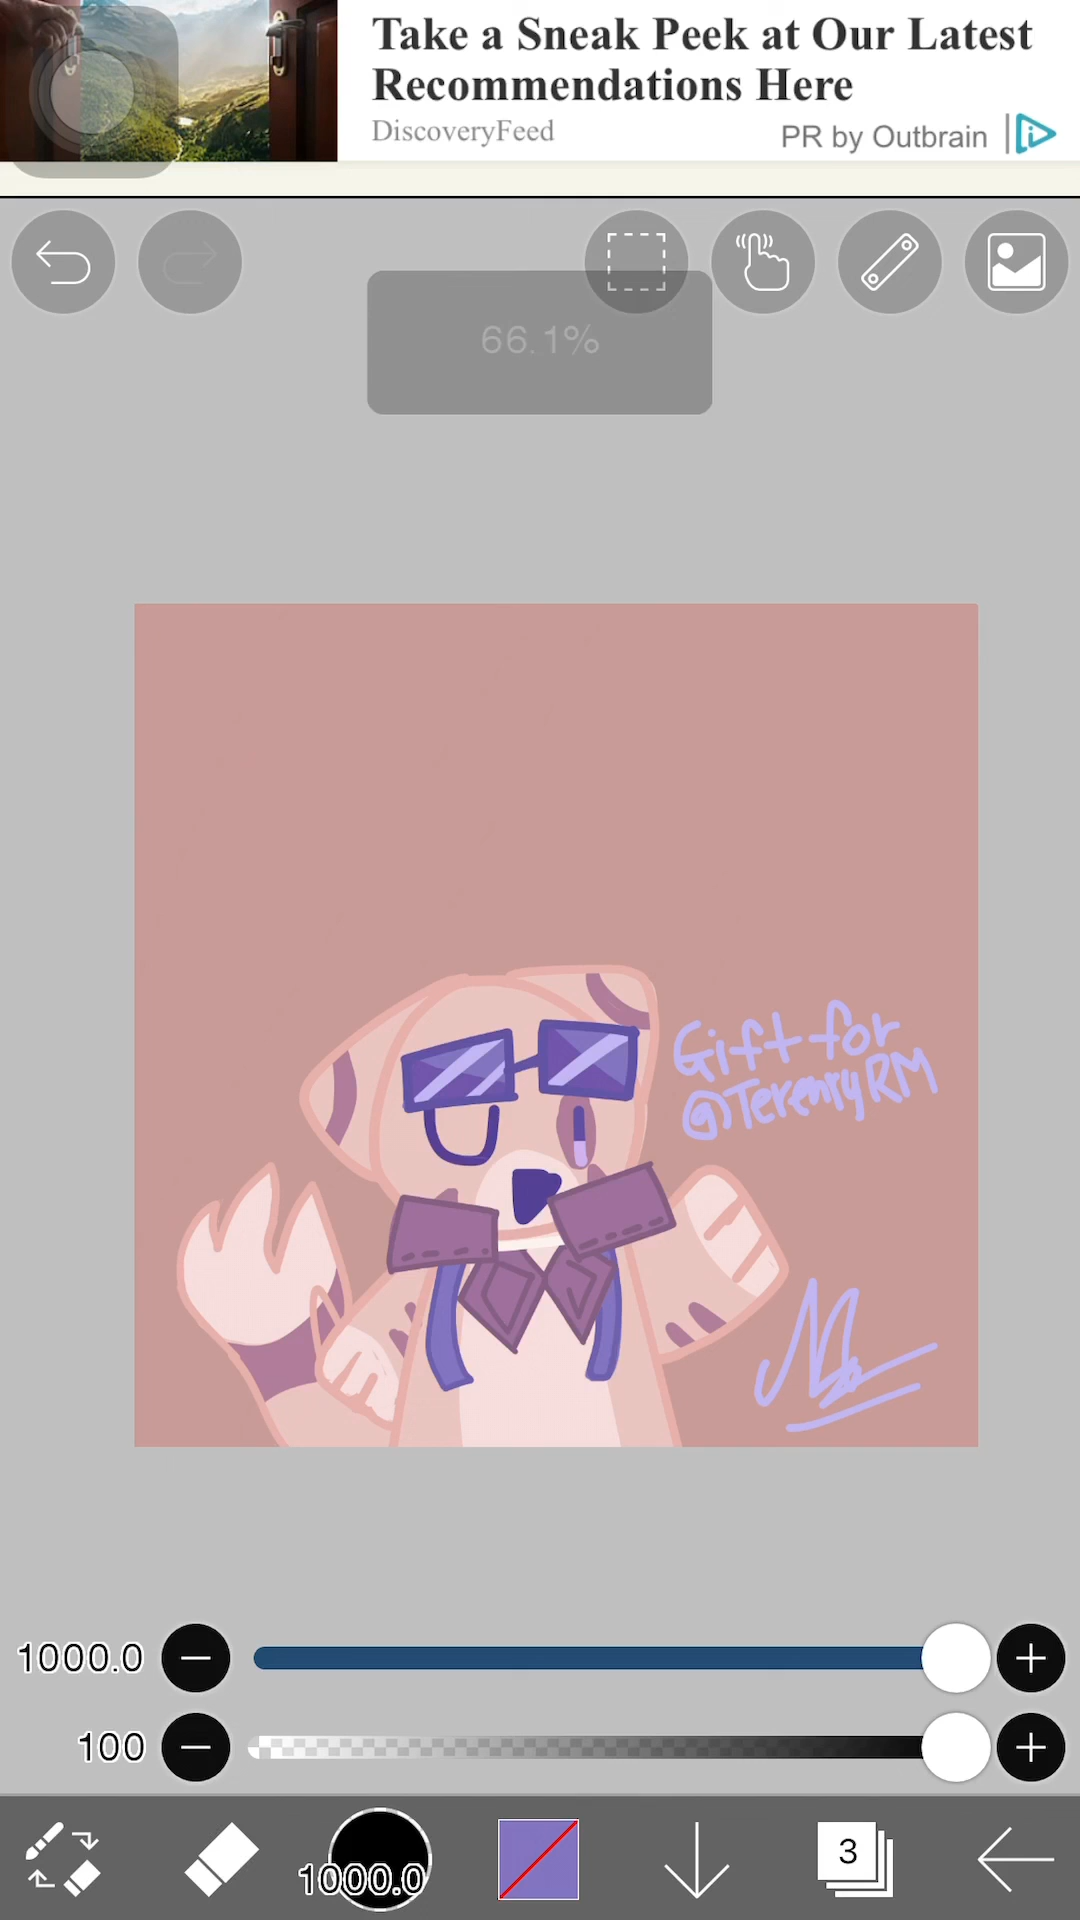 Take a Sneak Peek at Our Latest
Recommendations Here
DiscoveryFeed
PR by Outbrain
66.1%
Gift for
@TerenryRM
1000.0
100
1000.0
3